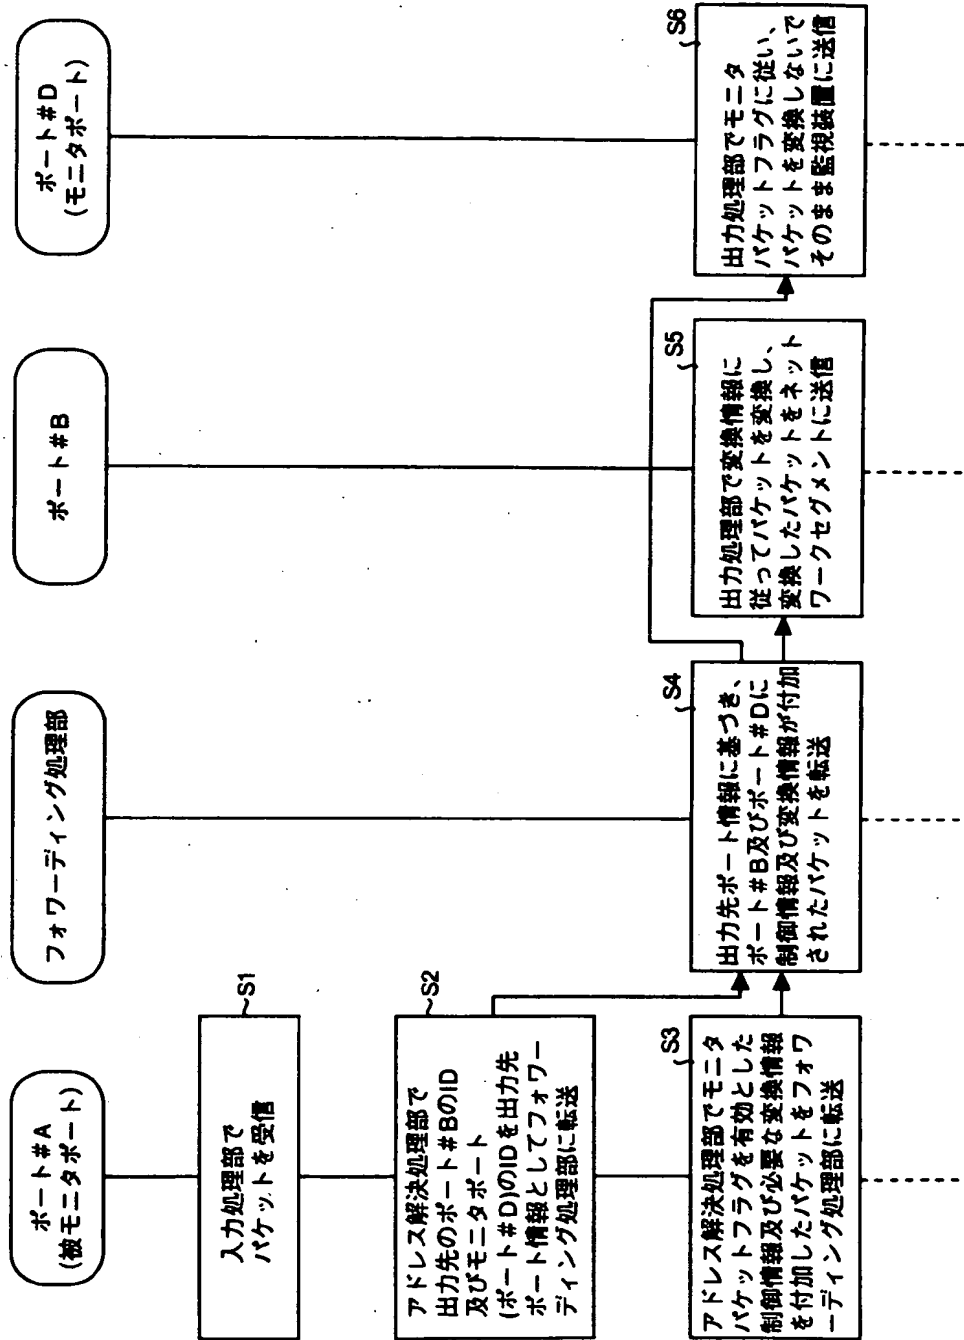 ポート#A
(被モニタポート)
フォワーディング処理部
ポート#B
ポート#D
(モニタポート)
S1
入力処理部で
パケットを受信
S2
アドレス解決処理部で
出力先のポート#BのID
及びモニタポート
(ポート#D)のIDを出力先
ポート情報としてフォワー
ディング処理部に転送
S3
アドレス解決処理部でモニタ
パケットフラグを有効とした
制御情報及び必要な変換情報
を付加したパケットをフォワ
ーディング処理部に転送
S4
出力先ポート情報に基づき、
ポート#B及びポート#Dに
制御情報及び変換情報が付加
されたパケットを転送
S5
出力処理部で変換情報に
従ってパケットを変換し、
変換したパケットをネット
ワークセグメントに送信
S6
出力処理部でモニタ
パケットフラグに従い、
パケットを変換しないで
そのまま監視装置に送信